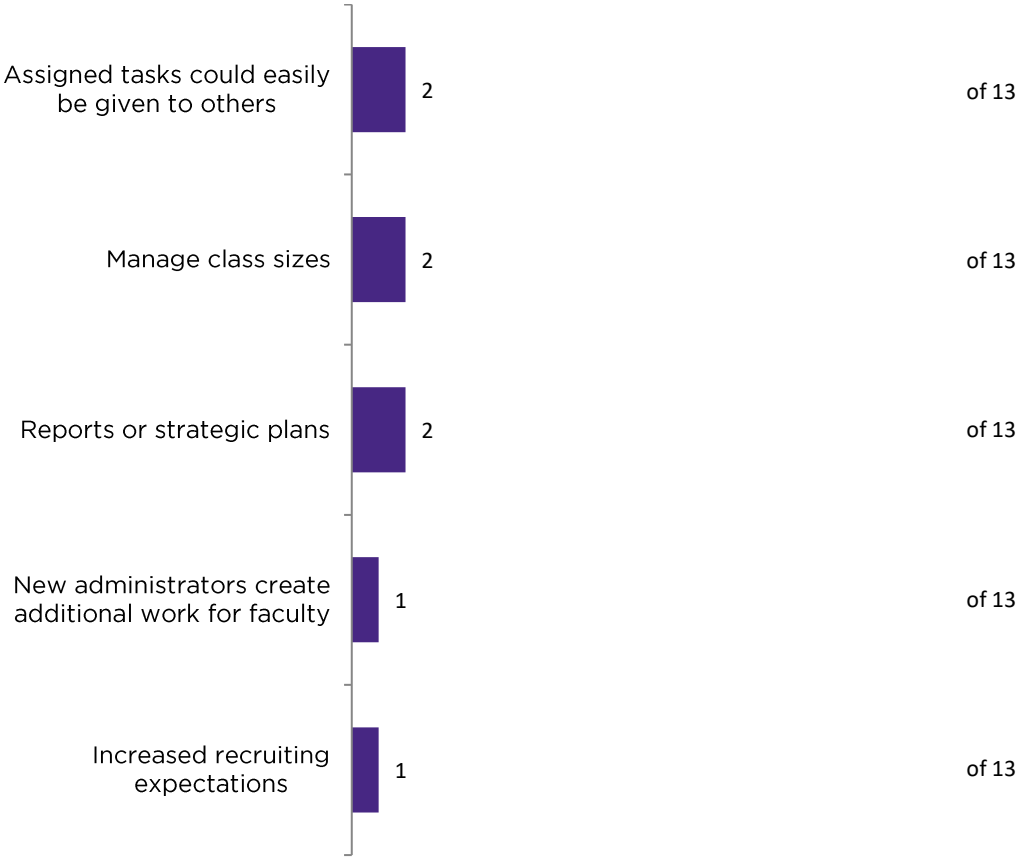 Assigned tasks could easily
be given to others
2
of 13
Manage class sizes
2
of 13
Reports or strategic plans
2
of 13
New administrators create
additional work for faculty
1
of 13
Increased recruiting
expectations
1
of 13